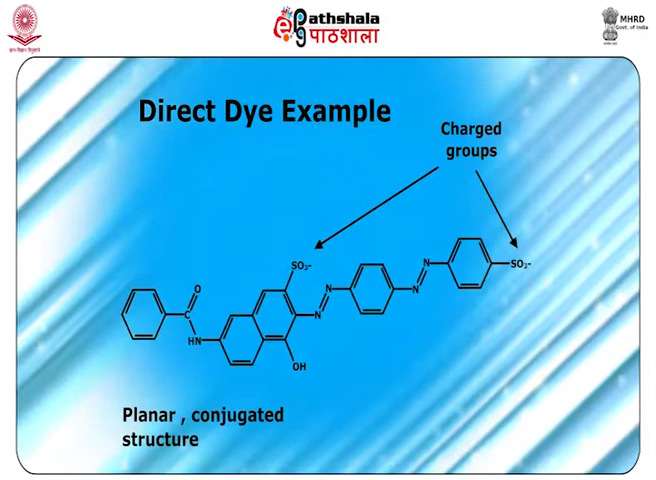 ePathshala
पाठशाला
MHRD
Govt. of India
Direct Dye Example
Charged
groups
SO₃-
SO₃-
O
N
N
N
N
C
HN
OH
Planar , conjugated
structure